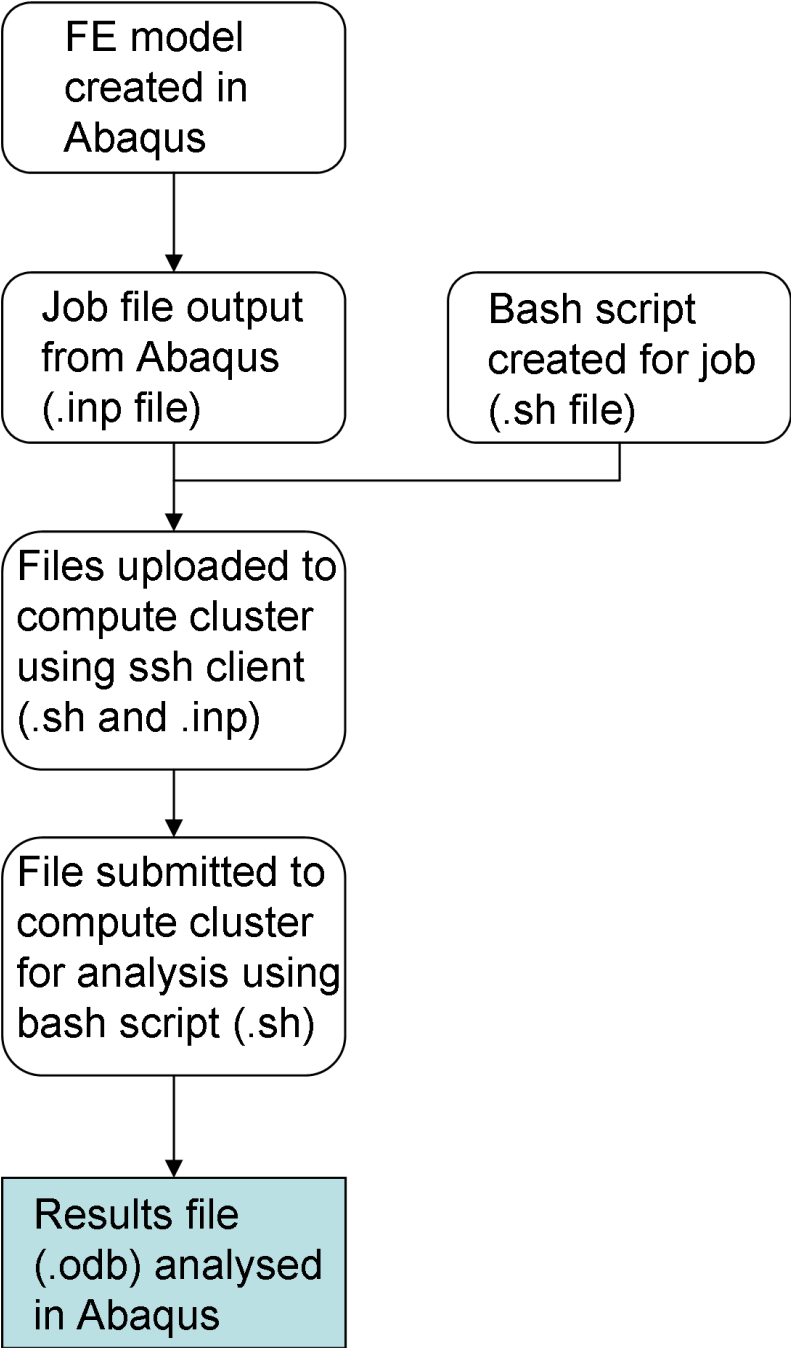 FE model
created in
Abaqus
Job file output
from Abaqus
(.inp file)
Bash script
created for job
(.sh file)
Files uploaded to
compute cluster
using ssh client
(.sh and .inp)
File submitted to
compute cluster
for analysis using
bash script (.sh)
Results file
(.odb) analysed
in Abaqus